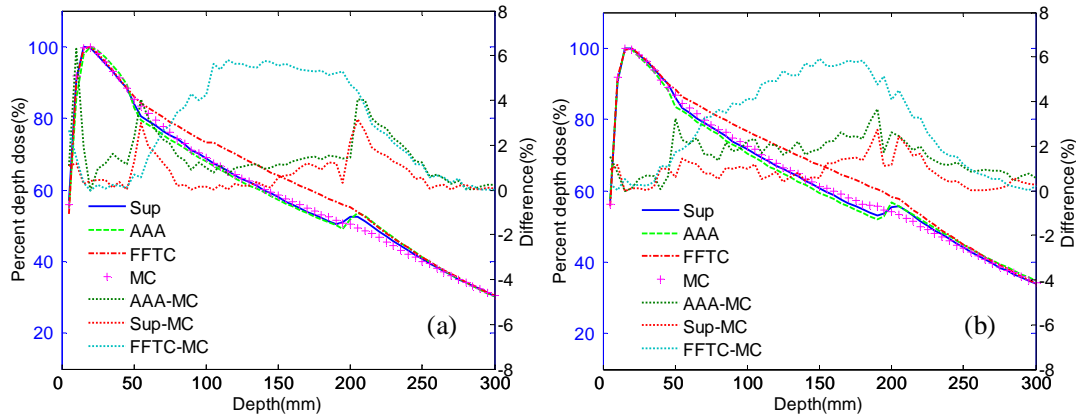 100
80
60
40
20
Percent depth dose(%)
8
6
4
2
0
-2
-4
-6
-8
Difference(%)
Sup
AAA
FFTC
MC
AAA-MC
Sup-MC
FFTC-MC
(a)
0 50 100 150 200 250 300
Depth(mm)
100
80
60
40
20
Percent depth dose(%)
8
6
4
2
0
-2
-4
-6
-8
Difference(%)
Sup
AAA
FFTC
MC
AAA-MC
Sup-MC
FFTC-MC
(b)
0 50 100 150 200 250 300
Depth(mm)